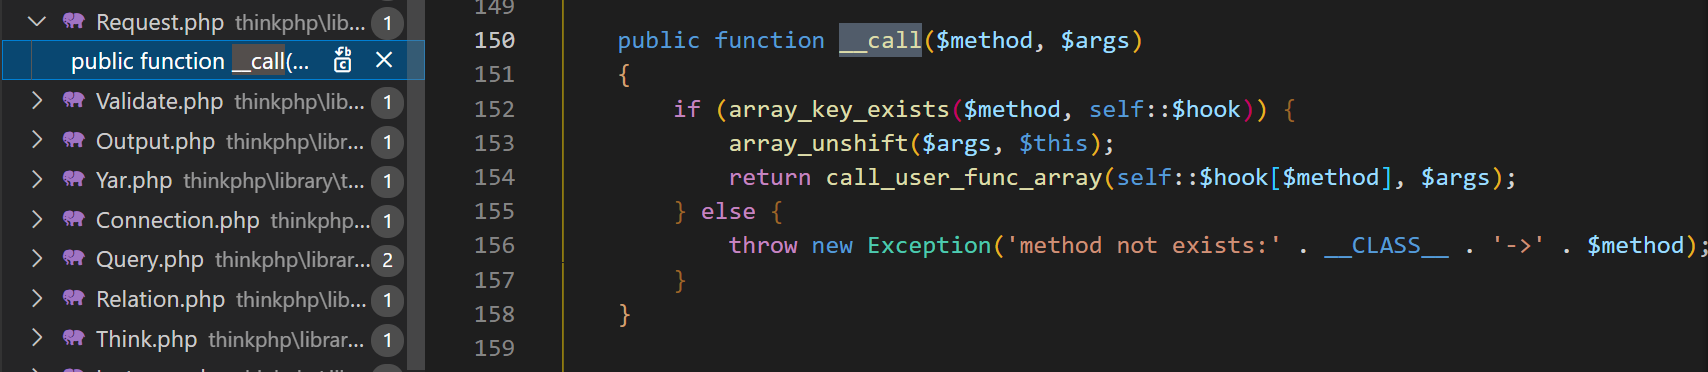 Request.php thinkphp\lib... 1
public function __call(...
Validate.php thinkphp\lib... 1
Output.php thinkphp\libr... 1
Yar.php thinkphp\library\t... 1
Connection.php thinkphp... 1
Query.php thinkphp\librar... 2
Relation.php thinkphp\lib... 1
Think.php thinkphp\librar... 1
149
150 public function __call($method, $args)
151 {
152 if (array_key_exists($method, self::$hook)) {
153 array_unshift($args, $this);
154 return call_user_func_array(self::$hook[$method], $args);
155 } else {
156 throw new Exception('method not exists:' . __CLASS__ . '->' . $method);
157 }
158 }
159